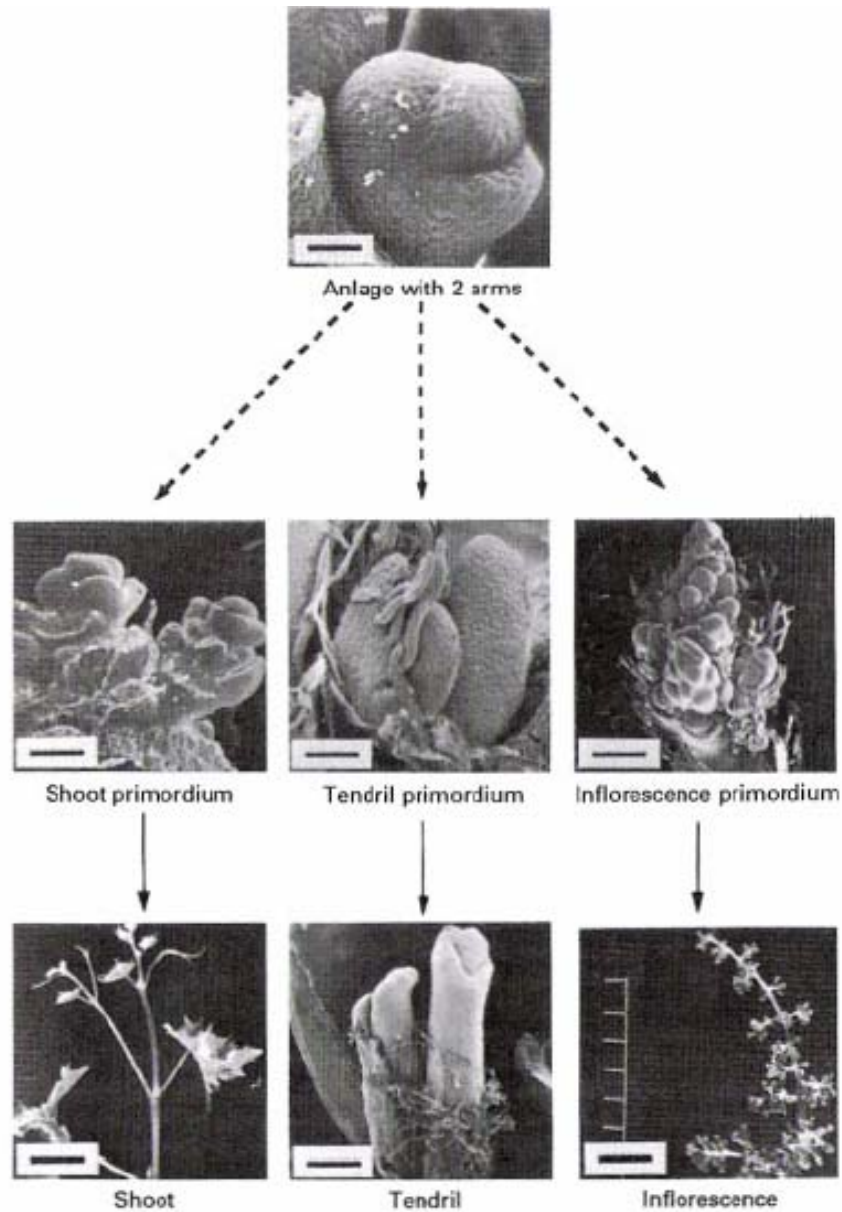 Anlage with 2 arms
Shoot primordium
Tendril primordium
Inflorescence primordium
Shoot
Tendril
Inflorescence